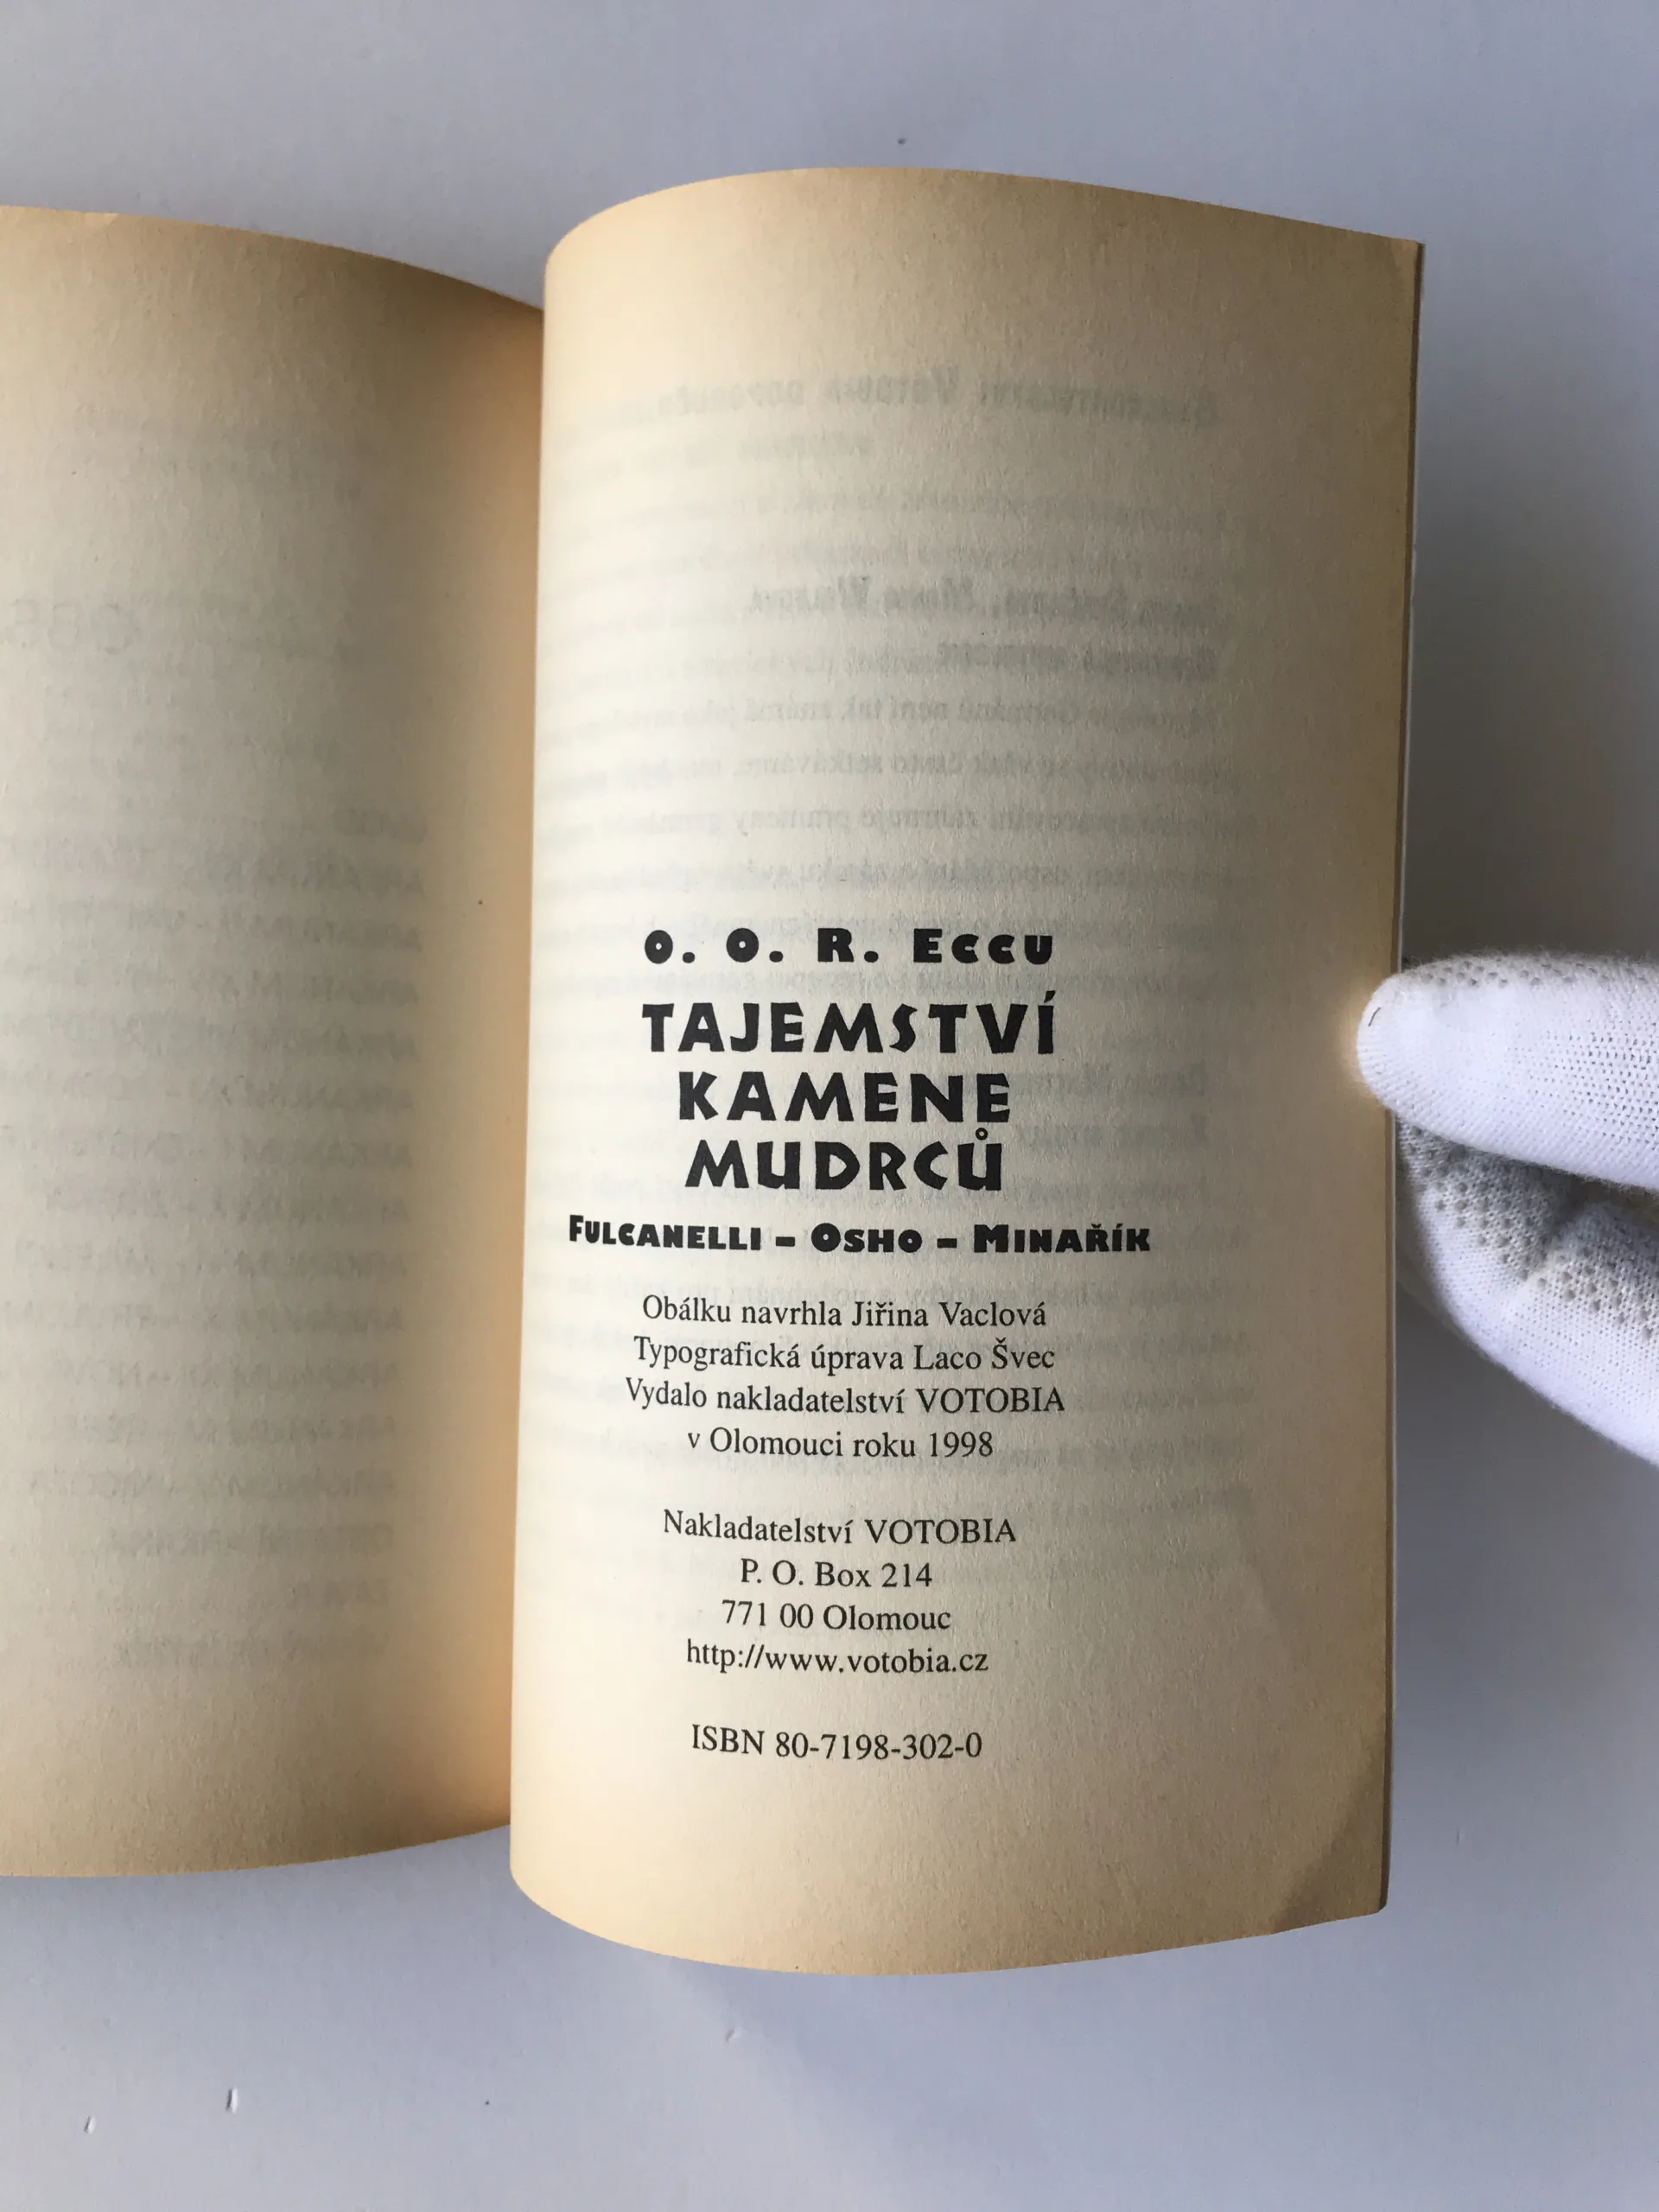 O. O. R. Eccu
TAJEMSTVÍ
KAMENE
MUDRCŮ
Fulcanelli – Osho – Minařík
Obálku navrhla Jiřina Vaclová
Typografická úprava Laco Švec
Vydalo nakladatelství VOTOBIA
v Olomouci roku 1998
Nakladatelství VOTOBIA
P. O. Box 214
771 00 Olomouc
http://www.votobia.cz
ISBN 80-7198-302-0